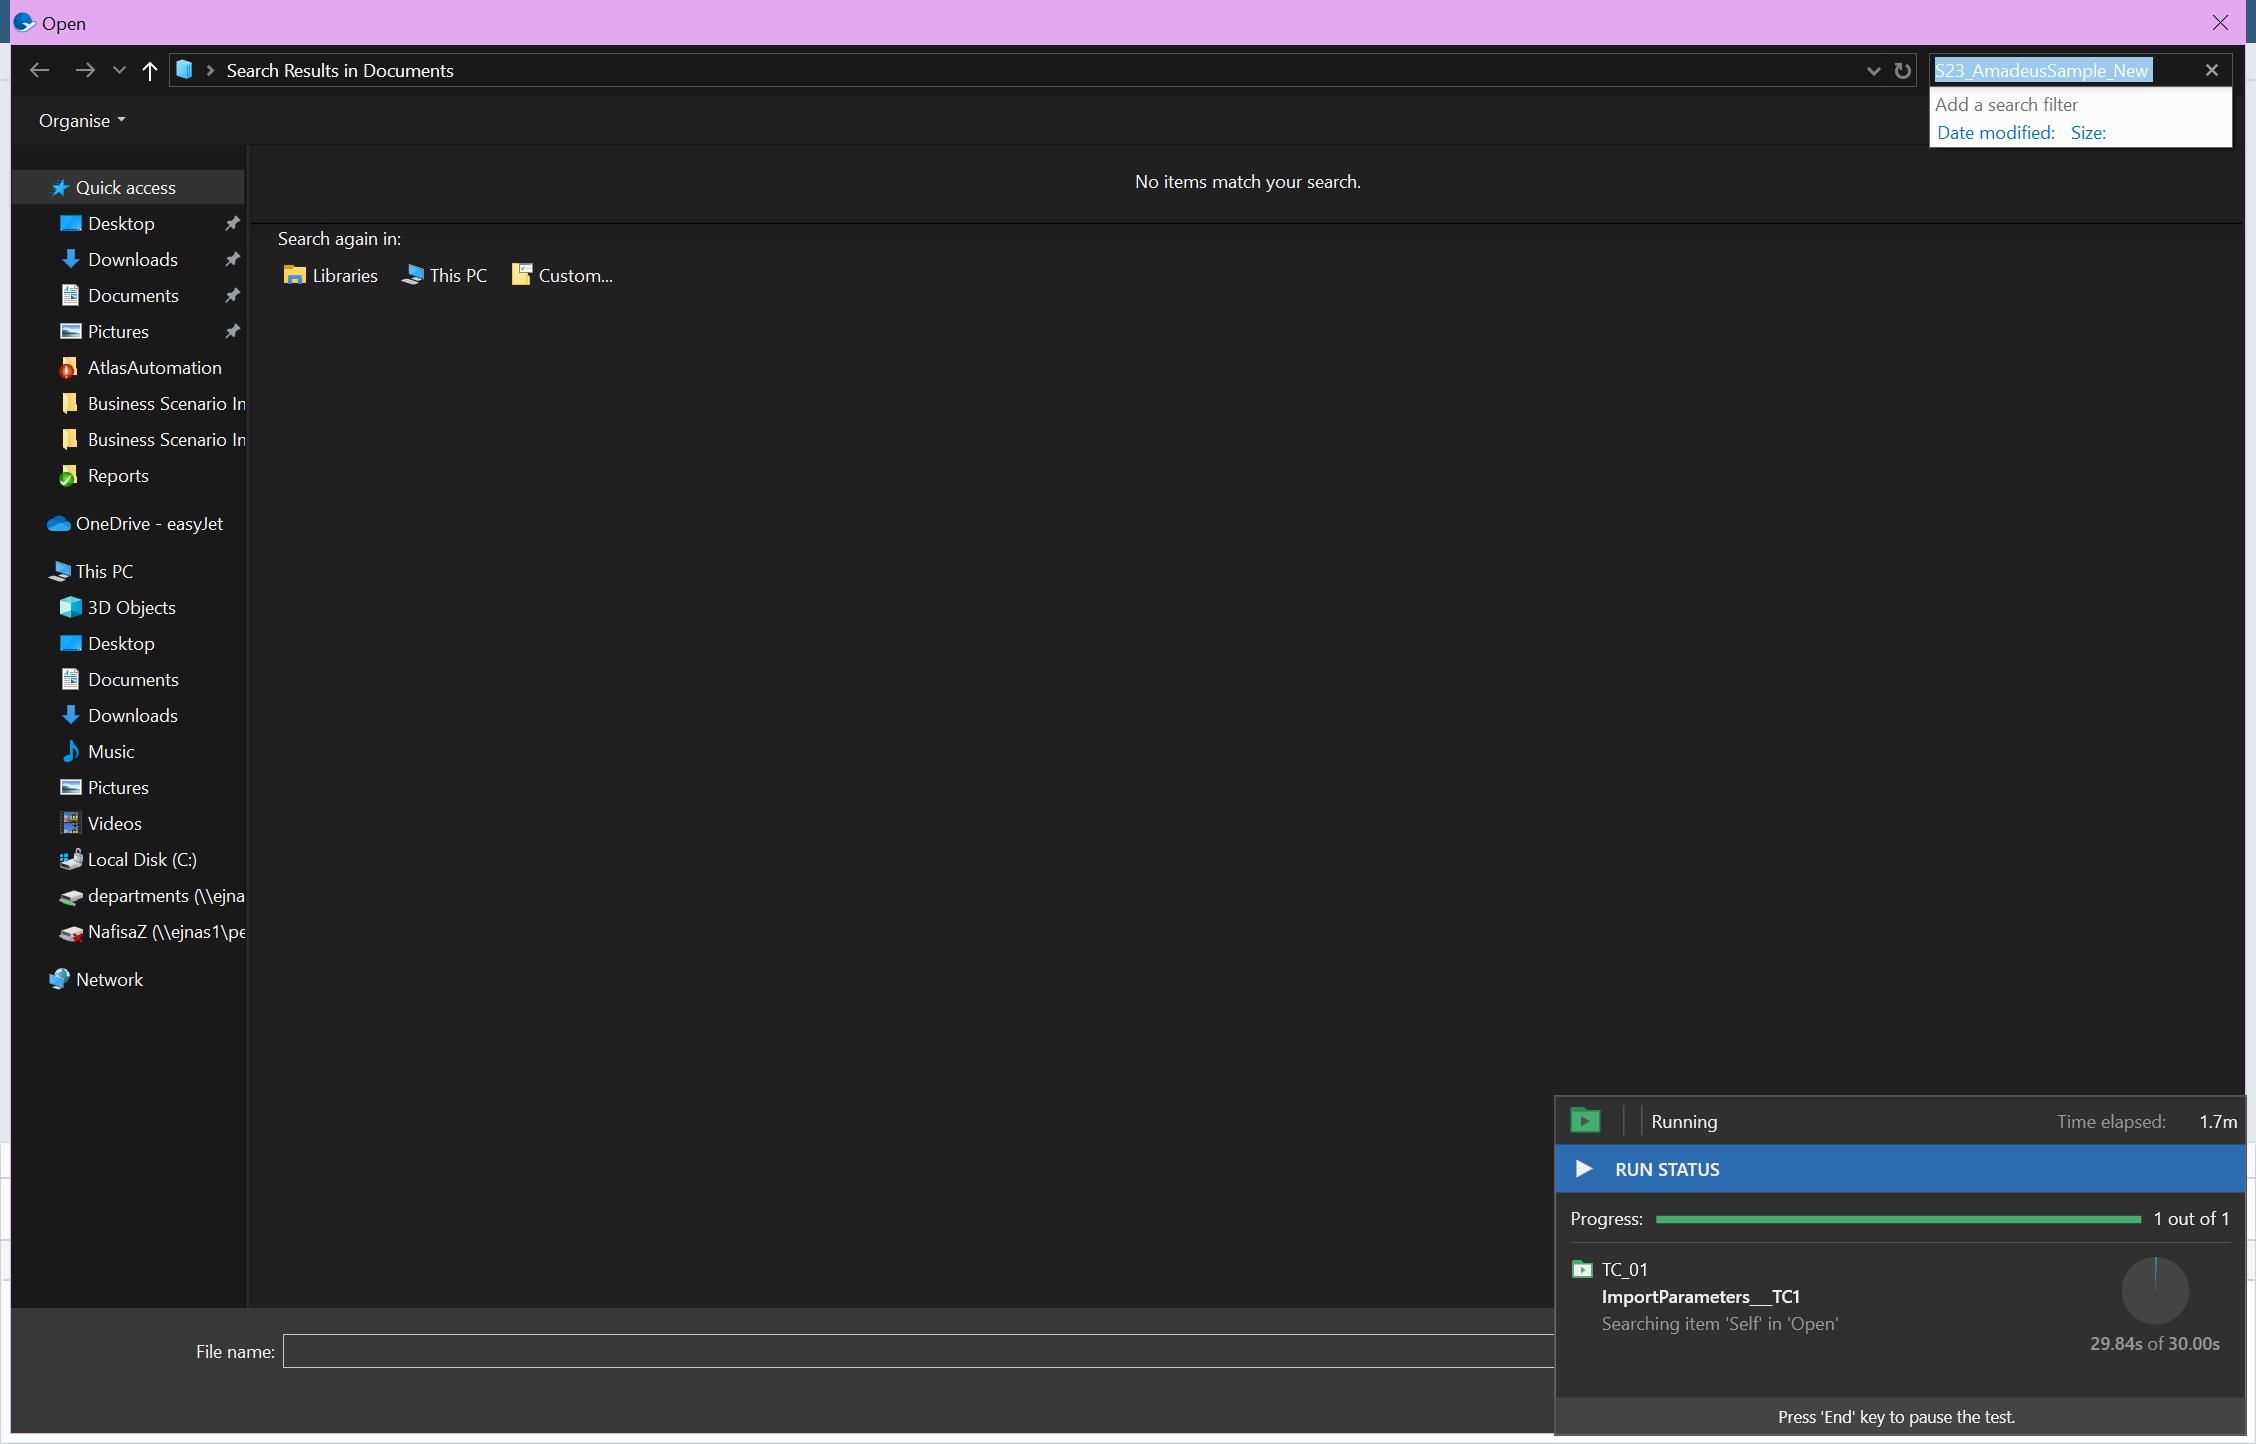 Open
Search Results in Documents
S23_AmadeusSample_New
Organise
Add a search filter
Date modified: Size:
Quick access
Desktop
Downloads
Documents
Pictures
AtlasAutomation
Business Scenario In
Business Scenario In
Reports
OneDrive - easyJet
This PC
3D Objects
Desktop
Documents
Downloads
Music
Pictures
Videos
Local Disk (C:)
departments (\\ejna
NafisaZ (\\ejnas1\pe
Network
No items match your search.
Search again in:
Libraries This PC Custom...
File name:
Running Time elapsed: 1.7m
RUN STATUS
Progress: 1 out of 1
TC_01
ImportParameters___TC1
Searching item 'Self' in 'Open'
29.84s of 30.00s
Press 'End' key to pause the test.